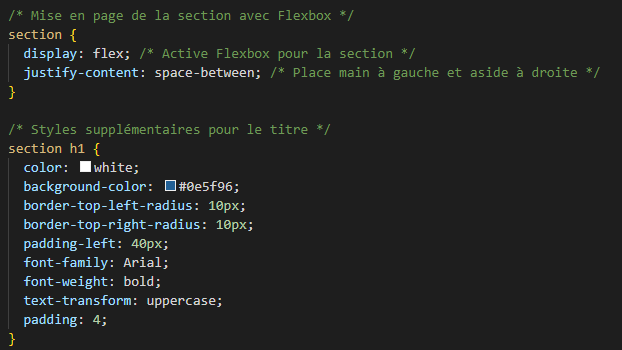 /* Mise en page de la section avec Flexbox */
section {
  display: flex; /* Active Flexbox pour la section */
  justify-content: space-between; /* Place main à gauche et aside à droite */
}

/* Styles supplémentaires pour le titre */
section h1 {
  color: white;
  background-color: #0e5f96;
  border-top-left-radius: 10px;
  border-top-right-radius: 10px;
  padding-left: 40px;
  font-family: Arial;
  font-weight: bold;
  text-transform: uppercase;
  padding: 4;
}